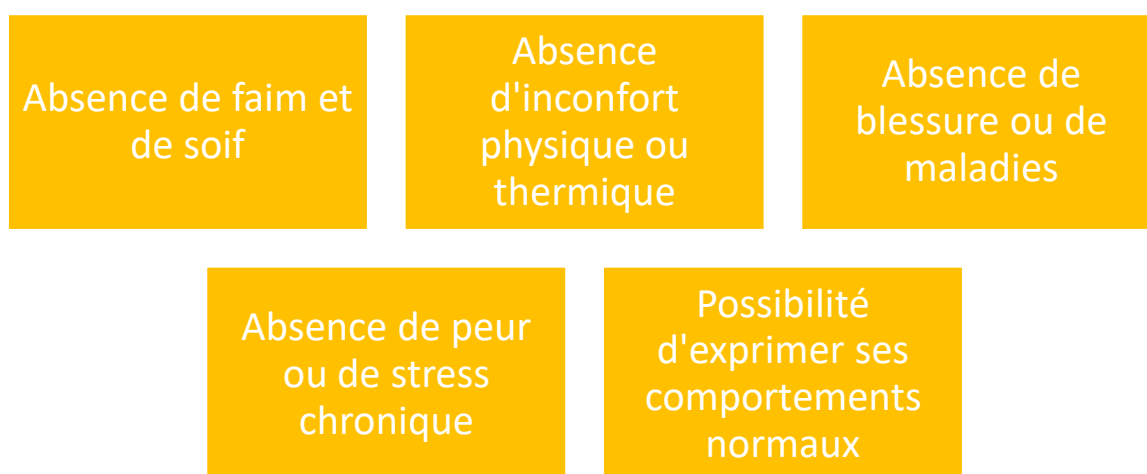 Absence de faim et
de soif
Absence
d'inconfort
physique ou
thermique
Absence de
blessure ou de
maladies
Absence de peur
ou de stress
chronique
Possibilité
d'exprimer ses
comportements
normaux